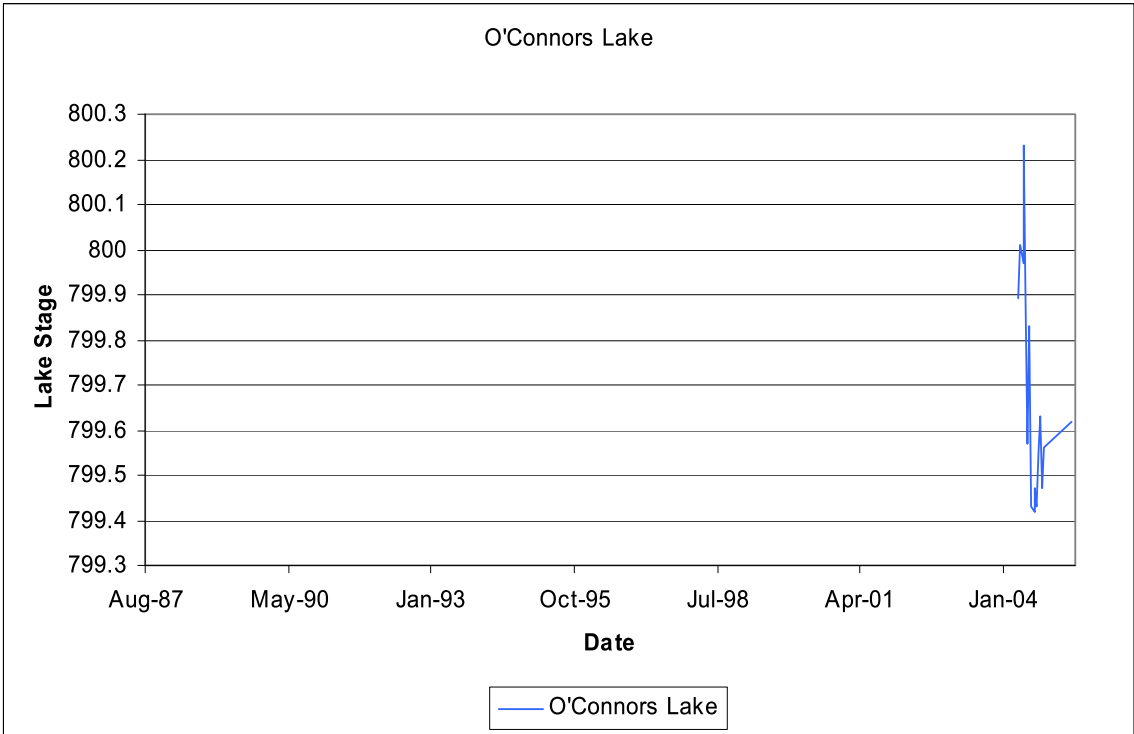 O'Connors Lake
800.3
800.2
800.1
800
799.9
799.8
799.7
799.6
799.5
799.4
799.3
Lake Stage
Aug-87 May-90 Jan-93 Oct-95 Jul-98 Apr-01 Jan-04
Date
O'Connors Lake